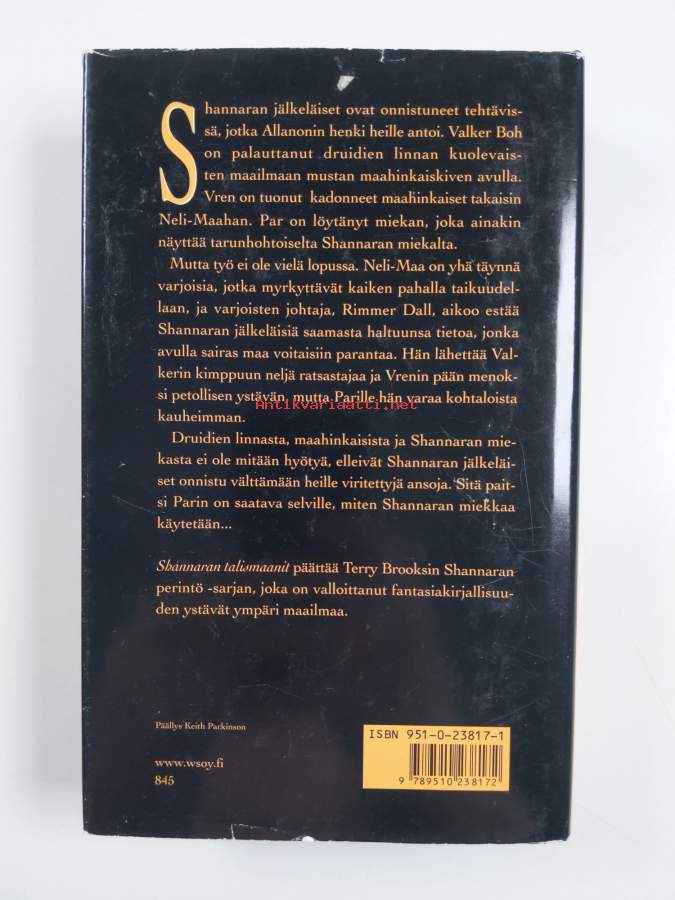 Shannaran jälkeläiset ovat onnistuneet tehtävis-
sä, jotka Allanonin henki heille antoi. Valker Boh
on palauttanut druidien linnan kuolevais-
ten maailmaan mustan maahinkaiskiven avulla.
Vren on tuonut kadonneet maahinkaiset takaisin
Neli-Maahan. Par on löytänyt miekan, joka ainakin
näyttää tarunhohtoiselta Shannaran miekalta.
Mutta työ ei ole vielä lopussa. Neli-Maa on yhä täynnä
varjoisia, jotka myrkyttävät kaiken pahalla taikuudel-
laan, ja varjoisten johtaja, Rimmer Dall, aikoo estää
Shannaran jälkeläisiä saamasta haltuunsa tietoa, jonka
avulla sairas maa voitaisiin parantaa. Hän lähettää Val-
kerin kimppuun neljä ratsastajaa ja Vrenin pään menok-
si petollisen ystävän, mutta Parille hän varaa kohtaloista
Antikvariaatti.net
kauheimman.
Druidien linnasta, maahinkaisista ja Shannaran mie-
kasta ei ole mitään hyötyä, elleivät Shannaran jälkeläi-
set onnistu välttämään heille viritettyjä ansoja. Sitä pait-
si Parin on saatava selville, miten Shannaran miekkaa
käytetään...
Shannaran talismaanit päättää Terry Brooksin Shannaran
perintö -sarjan, joka on valloittanut fantasiakirjallisuu-
den ystävät ympäri maailmaa.
Päällys Keith Parkinson
www.wsoy.fi
845
ISBN 951-0-23817-1
9 789510 238172